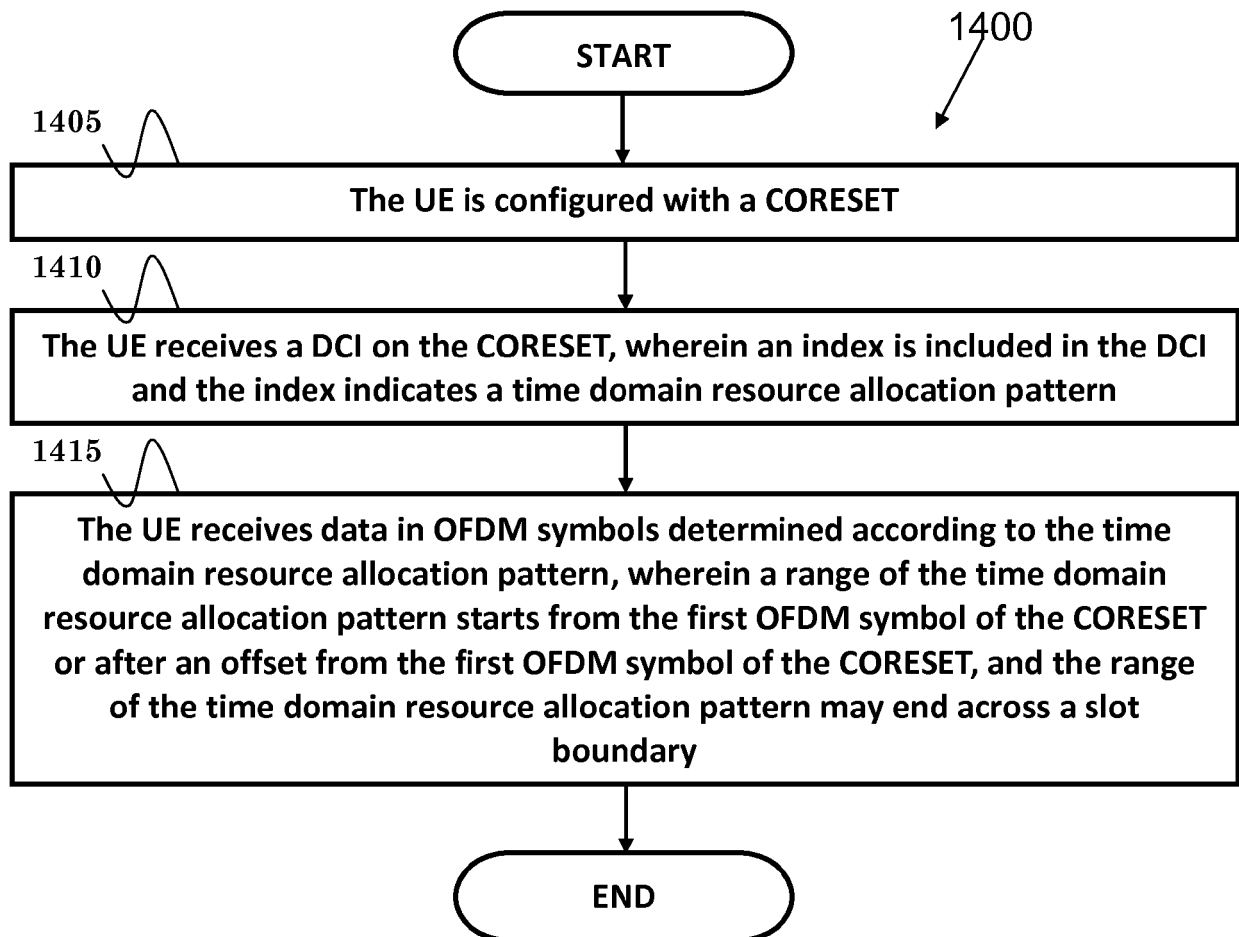 START
1400
1405
The UE is configured with a CORESET
1410
The UE receives a DCI on the CORESET, wherein an index is included in the DCI
and the index indicates a time domain resource allocation pattern
1415
The UE receives data in OFDM symbols determined according to the time
domain resource allocation pattern, wherein a range of the time domain
resource allocation pattern starts from the first OFDM symbol of the CORESET
or after an offset from the first OFDM symbol of the CORESET, and the range
of the time domain resource allocation pattern may end across a slot
boundary
END